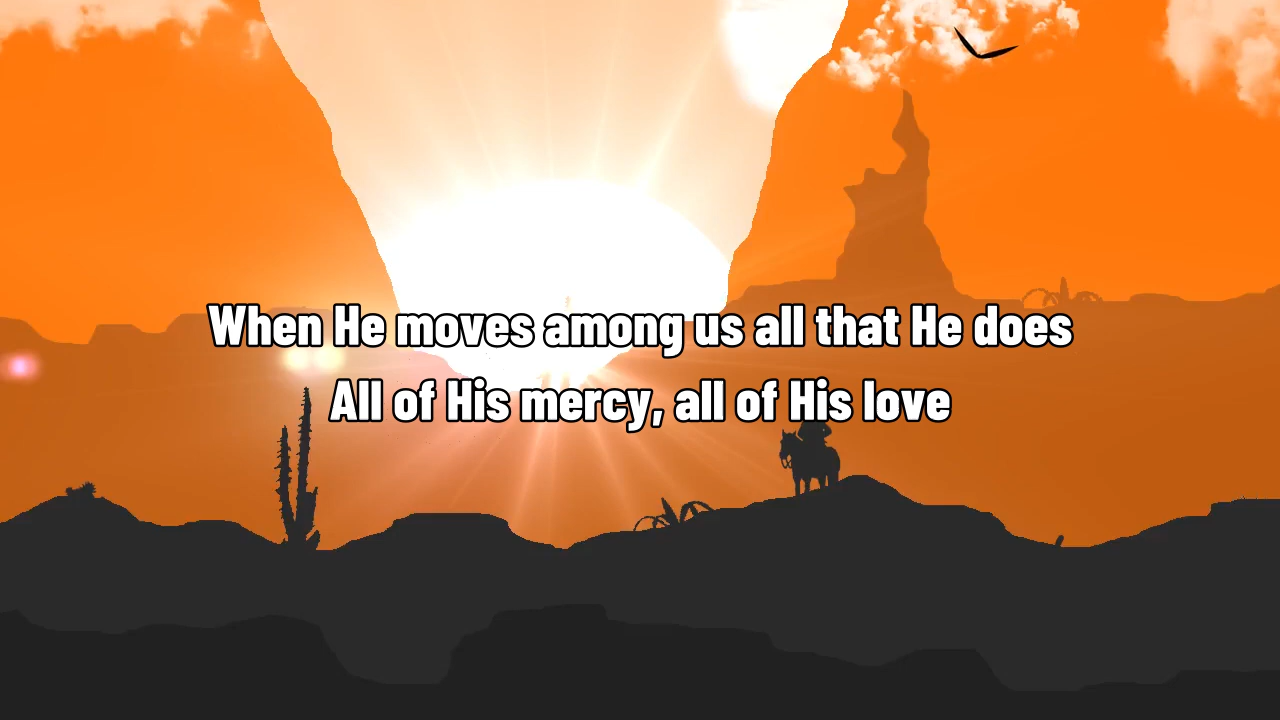 When He moves among us all that He does
All of His mercy, all of His love